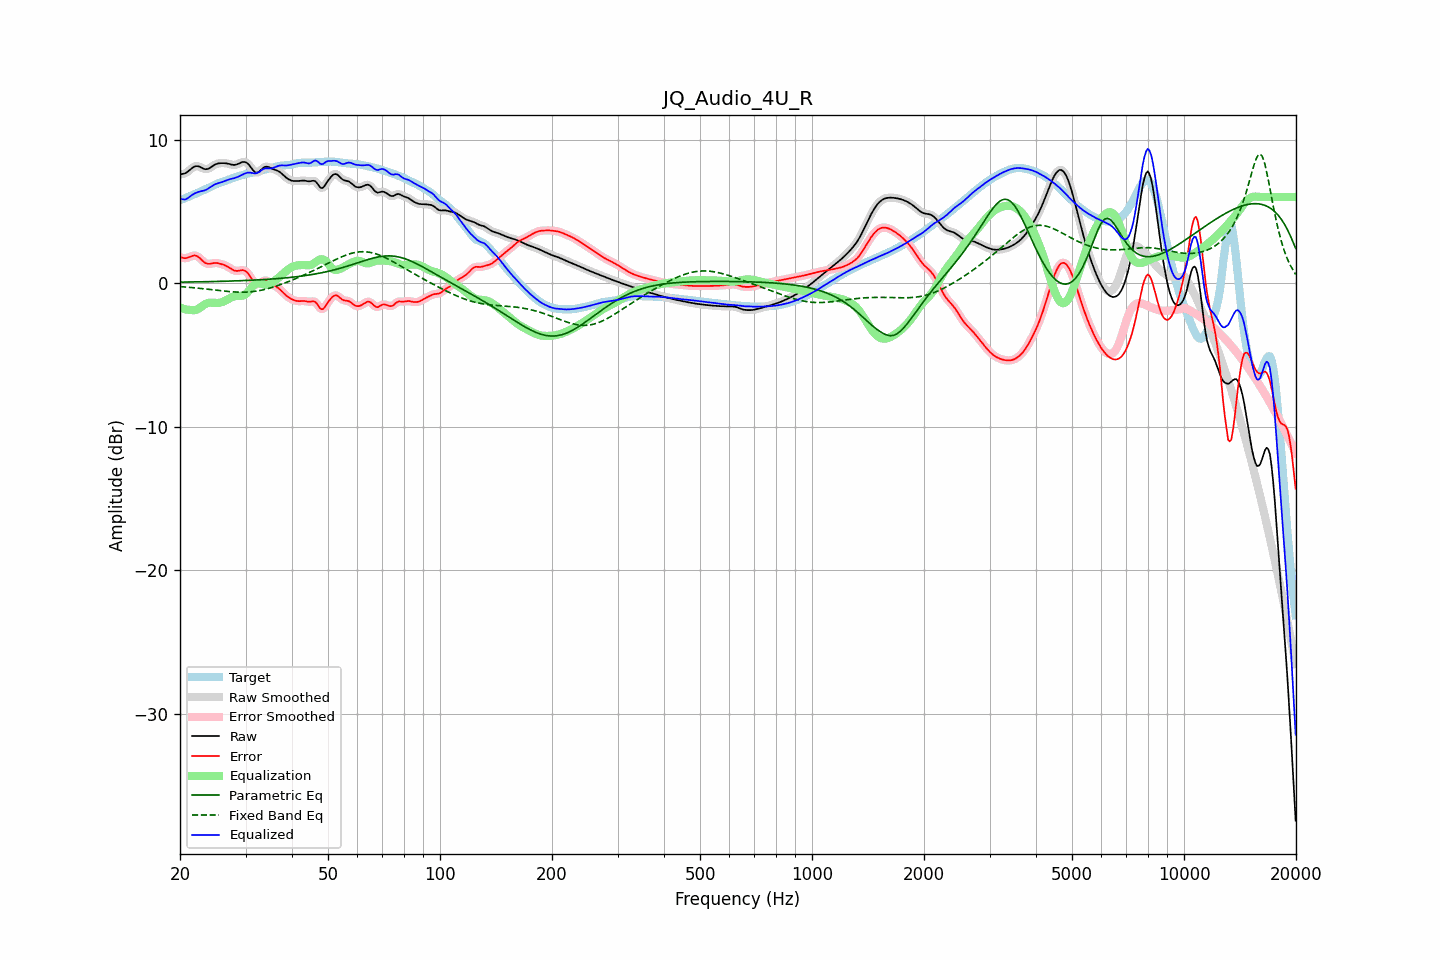 JQ_Audio_4U_R
10
0
−10
−20
−30
Amplitude (dBr)
Target
Raw Smoothed
Error Smoothed
Raw
Error
Equalization
Parametric Eq
Fixed Band Eq
Equalized
20 50 100 200 500 1000 2000 5000 10000 20000
Frequency (Hz)